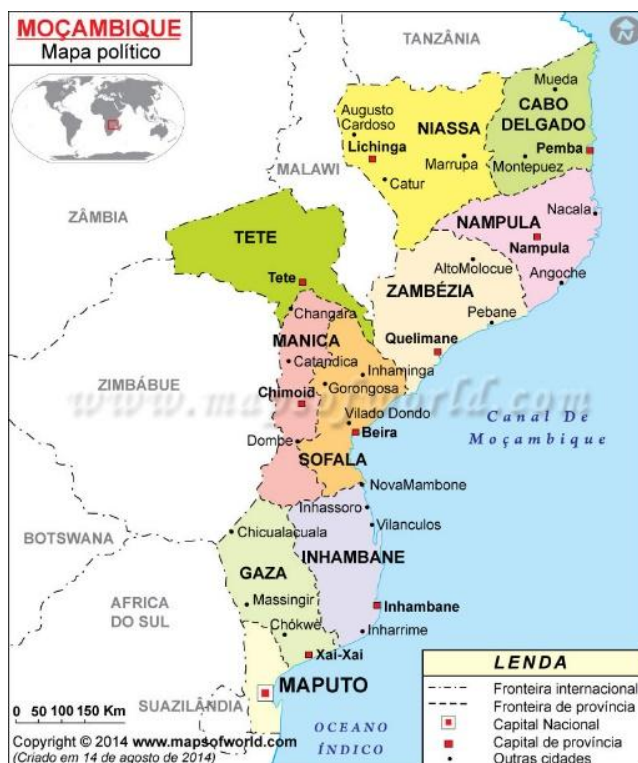 MOÇAMBIQUE
Mapa político
N
TANZÂNIA
Mueda
CABO
DELGADO
Augusto
Cardoso
NIASSA
Lichinga
Pemba
Marrupa
Montepuez
MALAWI
Catur
ZÂMBIA
Nacala
NAMPULA
TETE
Nampula
AltoMolocue
Tete
ZAMBÉZIA
Angoche
Changara
Pebane
MANICA
Quelimane
Catandica
Inhaminga
ZIMBÁBUE
Gorongosa
Chimoid
www.mapsofworld.com
Vilado Dondo
Canal De
Moçambique
Beira
Dombe
SOFALA
NovaMambone
Inhassoro
Vilanculos
BOTSWANA
Chicualacuala
INHAMBANE
GAZA
AFRICA
DO SUL
Massingir
Inhambane
Chókwè
Inharrime
Xai-Xai
MAPUTO
SUAZILÂNDIA
0 50 100 150 Km
OCEANO
ÍNDICO
LENDA
Fronteira internacional
Fronteira de província
Capital Nacional
Capital de província
Outras cidades
Copyright © 2014 www.mapsofworld.com
(Criado em 14 de agosto de 2014)